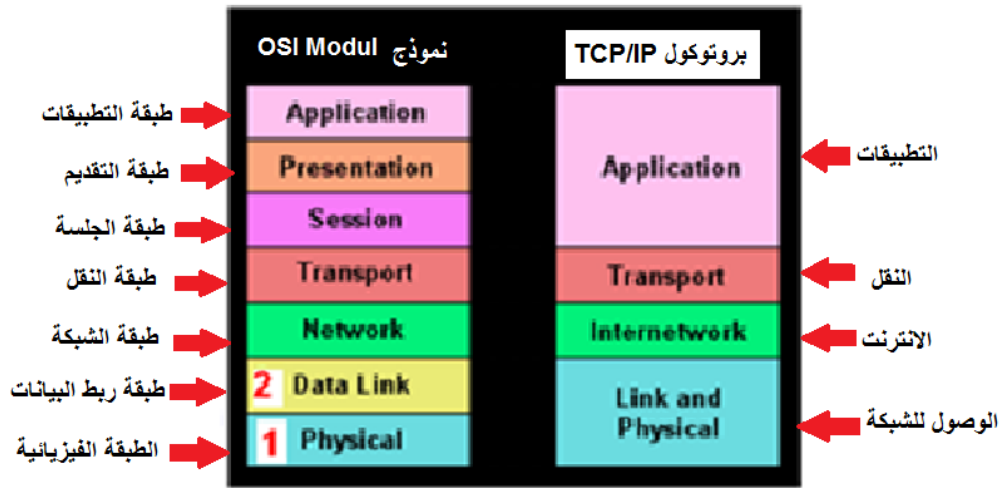 نموذج OSI Modul
بروتوكول TCP/IP
طبقة التطبيقات
Application
طبقة التقديم
Presentation
طبقة الجلسة
Session
Application
التطبيقات
طبقة النقل
Transport
Transport
النقل
طبقة الشبكة
Network
Internetwork
الانترنت
طبقة ربط البيانات
2 Data Link
الطبقة الفيزيائية
1 Physical
Link and
Physical
الوصول للشبكة